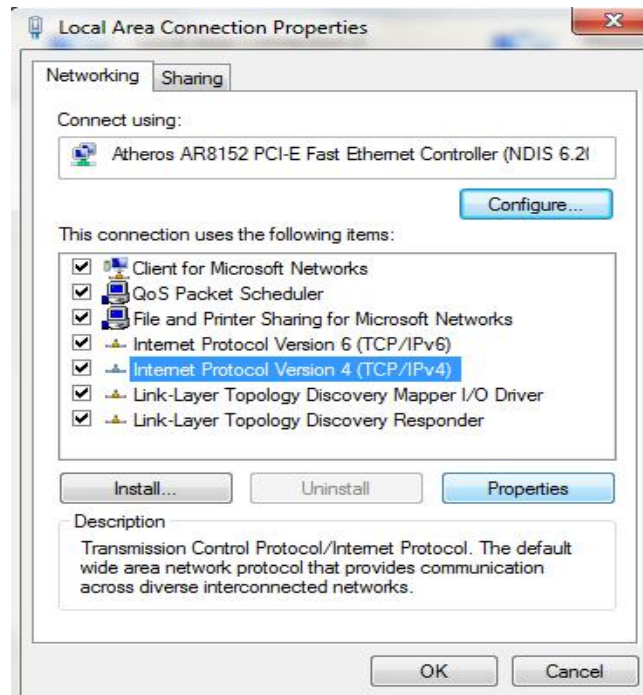 Local Area Connection Properties
Networking
Sharing
Connect using:
Atheros AR8152 PCI-E Fast Ethernet Controller (NDIS 6.2(
Configure...
This connection uses the following items:
Client for Microsoft Networks
QoS Packet Scheduler
File and Printer Sharing for Microsoft Networks
Internet Protocol Version 6 (TCP/IPv6)
Internet Protocol Version 4 (TCP/IPv4)
Link-Layer Topology Discovery Mapper I/O Driver
Link-Layer Topology Discovery Responder
Install...
Uninstall
Properties
Description
Transmission Control Protocol/Internet Protocol. The default
wide area network protocol that provides communication
across diverse interconnected networks.
OK
Cancel